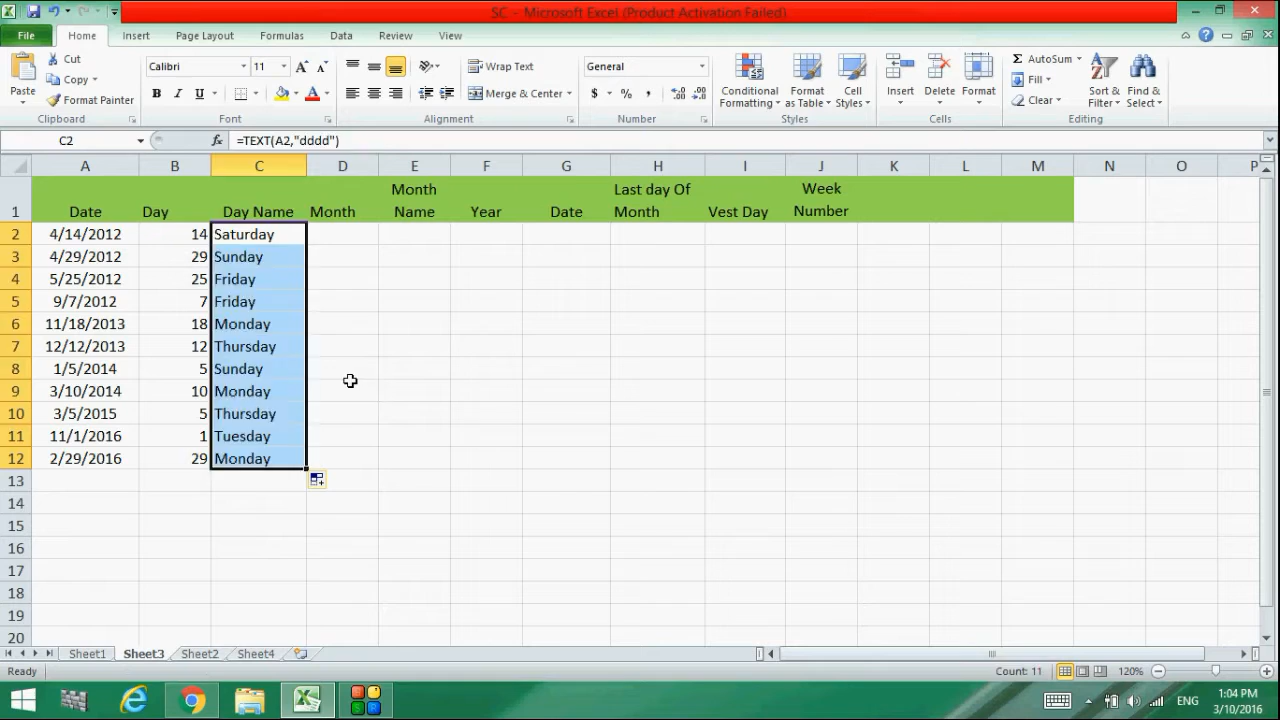 SC - Microsoft Excel (Product Activation Failed)
File Home Insert Page Layout Formulas Data Review View
Paste
Cut
Copy
Format Painter
Clipboard
Calibri 11
B I U
Font
Wrap Text
Merge & Center
Alignment
General
$ % ,
Number
Conditional Formatting
Format as Table
Cell Styles
Styles
Insert Delete Format
Cells
Σ AutoSum
Fill
Clear
Sort & Filter
Find & Select
Editing
C2 fx =TEXT(A2,"dddd")
A B C D E F G H I J K L M N O P
1 Date Day Day Name Month Month Name Year Date Last day Of Month Vest Day Week Number
2 4/14/2012 14 Saturday
3 4/29/2012 29 Sunday
4 5/25/2012 25 Friday
5 9/7/2012 7 Friday
6 11/18/2013 18 Monday
7 12/12/2013 12 Thursday
8 1/5/2014 5 Sunday
9 3/10/2014 10 Monday
10 3/5/2015 5 Thursday
11 11/1/2016 1 Tuesday
12 2/29/2016 29 Monday
13
14
15
16
17
18
19
20
Sheet1 Sheet3 Sheet2 Sheet4
Ready Count: 11 120%
ENG 1:04 PM
3/10/2016